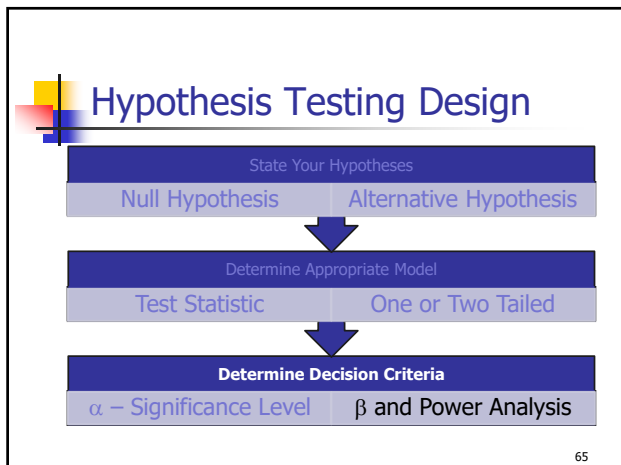 Hypothesis Testing Design
State Your Hypotheses
Null Hypothesis Alternative Hypothesis
Determine Appropriate Model
Test Statistic One or Two Tailed
Determine Decision Criteria
α – Significance Level β and Power Analysis
65